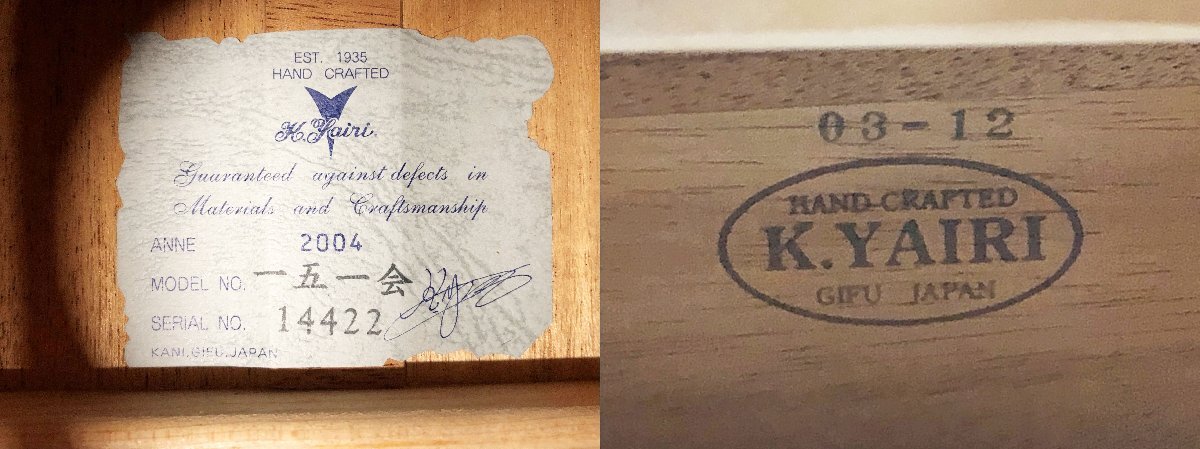 EST. 1935
HAND CRAFTED
K.Yairi.
Guaranteed against defects in
Materials and Craftsmanship
ANNE 2004
MODEL NO. 一五一会
SERIAL NO. 14422
KANI,GIFU,JAPAN
03-12
HAND-CRAFTED
K.YAIRI
GIFU JAPAN